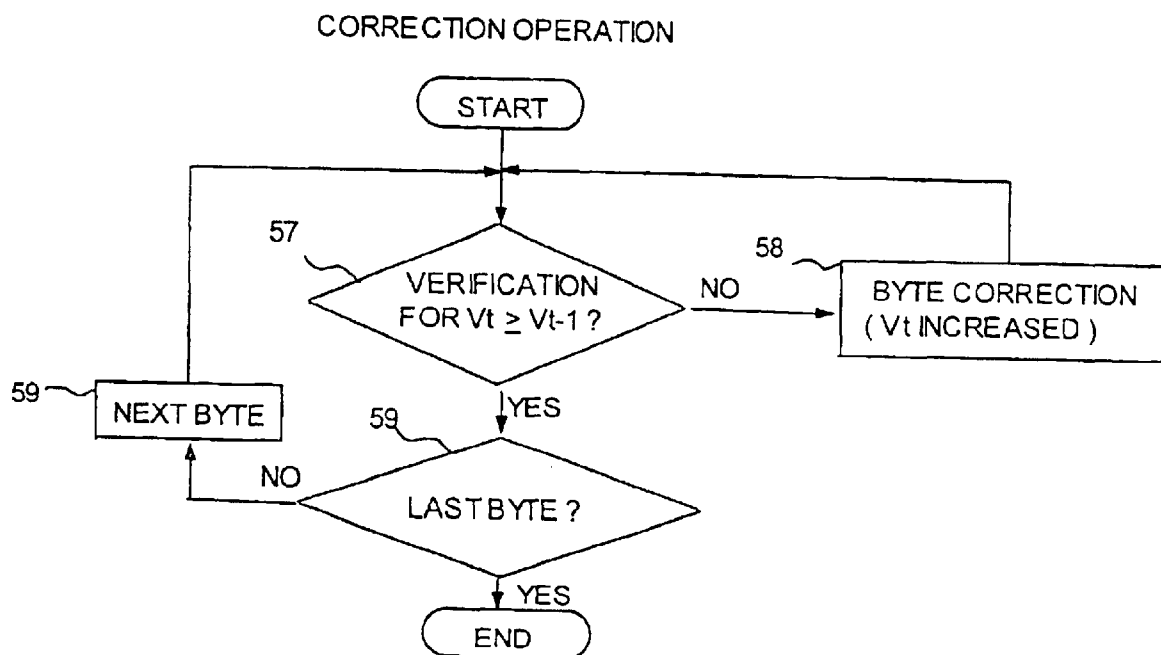 CORRECTION OPERATION
START
57
VERIFICATION
FOR Vt ≥ Vt-1 ?
NO
58
BYTE CORRECTION
( Vt INCREASED )
YES
59
NEXT BYTE
NO
59
LAST BYTE ?
YES
END